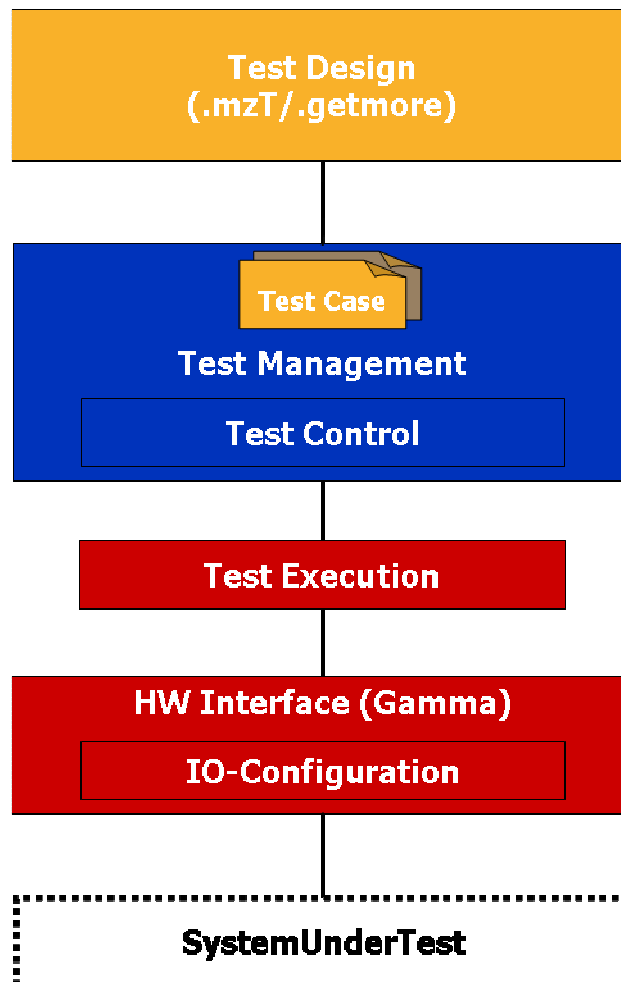 Test Design
(.mzT/.getmore)
Test Case
Test Management
Test Control
Test Execution
HW Interface (Gamma)
IO-Configuration
SystemUnderTest